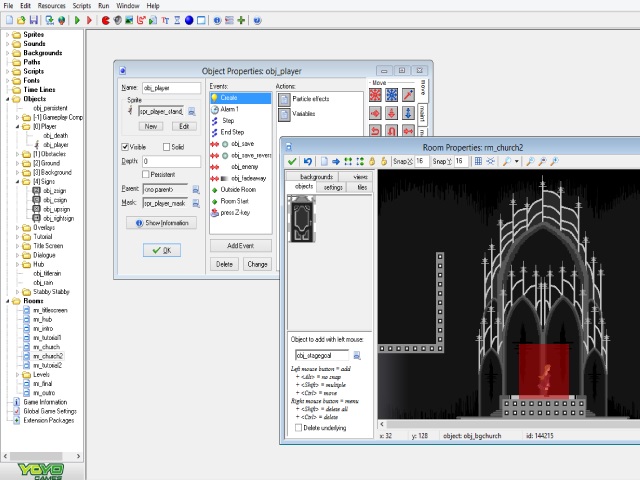 File Edit Resources Scripts Run Window Help
Sprites
Sounds
Backgrounds
Paths
Scripts
Fonts
Time Lines
Objects
obj_persistent
[-1] Gameplay Comp
[0] Player
obj_death
obj_player
[1] Obstacles
[2] Ground
[3] Background
[4] Signs
obj_zsign
obj_csign
obj_upsign
obj_rightsign
Overlays
Tutorial
Title Screen
Dialogue
Hub
obj_titlerain
obj_rain
Stabby Stabby
Rooms
rm_titlescreen
rm_hub
rm_intro
rm_tutorial1
rm_church
rm_church2
rm_tutorial2
Levels
rm_final
rm_outro
Game Information
Global Game Settings
Extension Packages
YOYO
GAMES
Object Properties: obj_player
Name: obj_player
Sprite
spr_player_stand
New Edit
Visible Solid
Depth: 0
Persistent
Parent: <no parent>
Mask: spr_player_mask
Show Information
OK
Events:
Create
Alarm 1
Step
End Step
obj_save
obj_save_revers
obj_enemy
obj_fadeaway
Outside Room
Room Start
press Z-key
Add Event
Delete Change
Actions:
Particle effects
Variables
move
Move
main1
Room Properties: rm_church2
Snap X: 16 Snap Y: 16
backgrounds views
objects settings tiles
Object to add with left mouse:
obj_stagegoal
Left mouse button = add
+ <Alt> = no snap
+ <Shift> = multiple
+ <Ctrl> = move
Right mouse button = menu
+ <Shift> = delete all
+ <Ctrl> = delete
Delete underlying
x: 32 y: 128 object: obj_bgchurch id: 144215